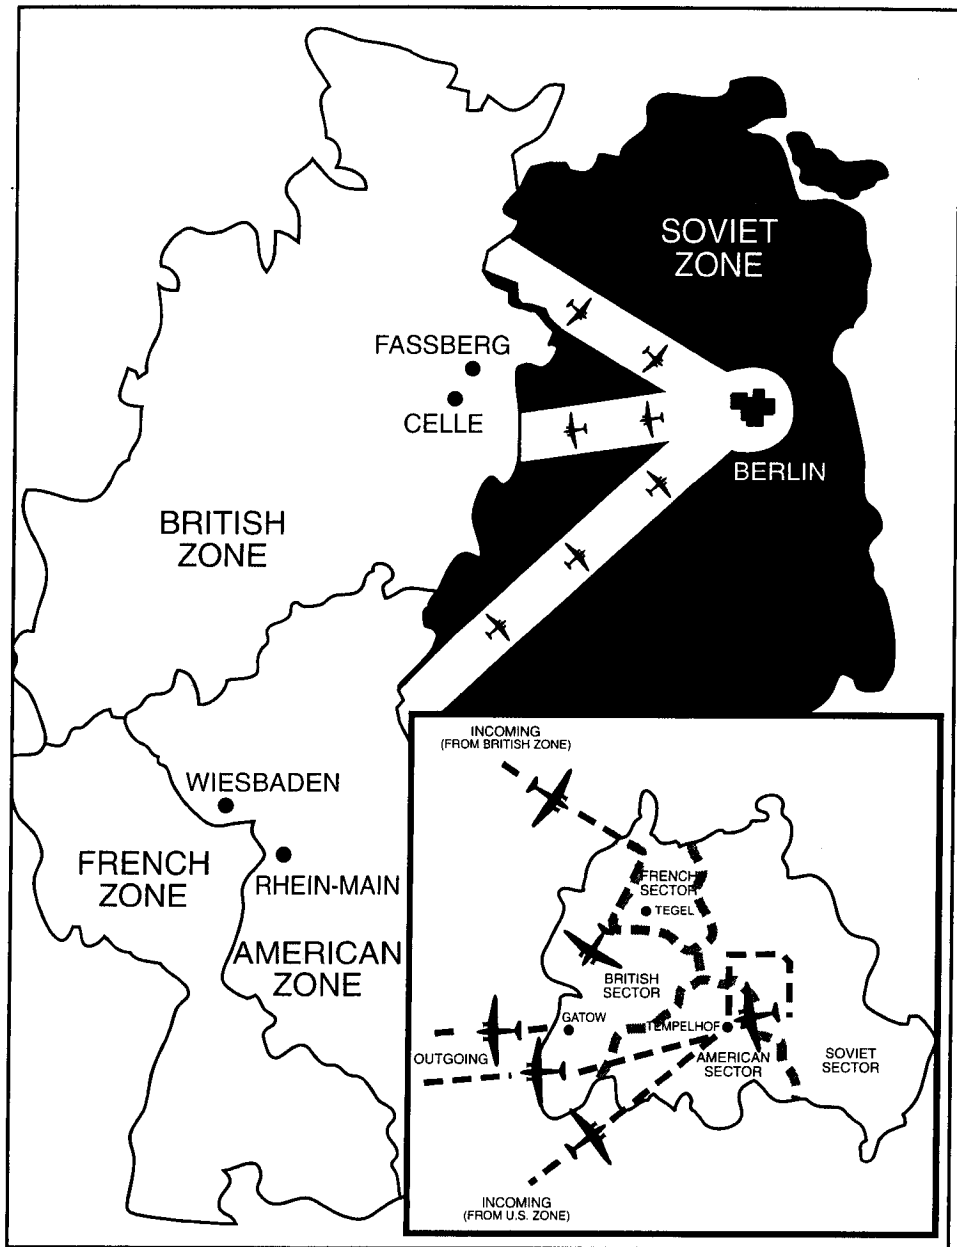 SOVIET
ZONE
FASSBERG
CELLE
BERLIN
BRITISH
ZONE
WIESBADEN
FRENCH
ZONE
RHEIN-MAIN
AMERICAN
ZONE
INCOMING
(FROM BRITISH ZONE)
FRENCH
SECTOR
TEGEL
BRITISH
SECTOR
GATOW
TEMPELHOF
OUTGOING
AMERICAN
SECTOR
SOVIET
SECTOR
INCOMING
(FROM U.S. ZONE)